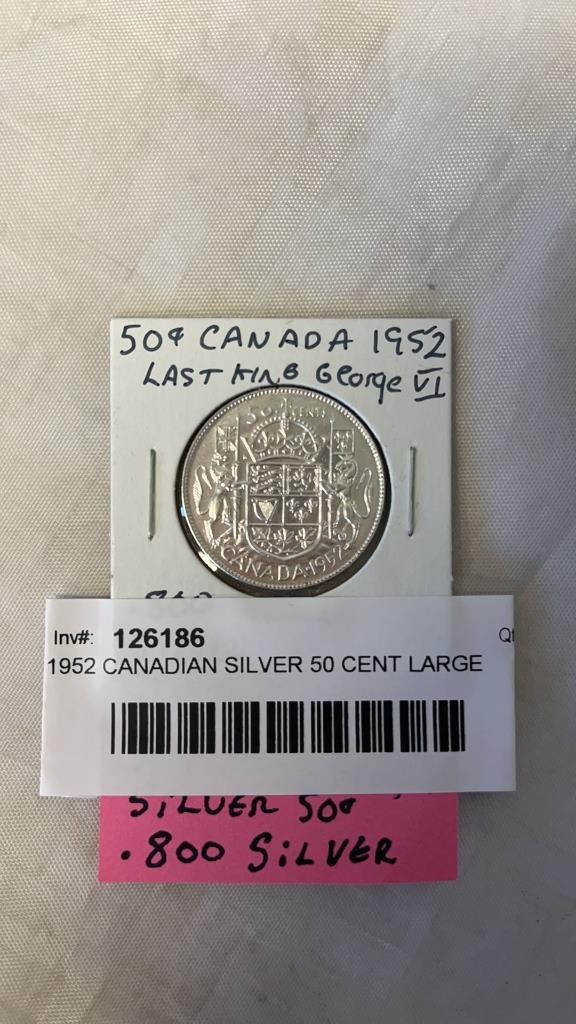 50¢ CANADA 1952
LAST KING George VI
50 CENTS
CANADA·1952
Inv#: 126186
1952 CANADIAN SILVER 50 CENT LARGE
SiLVER 50¢
.800 SiLVER